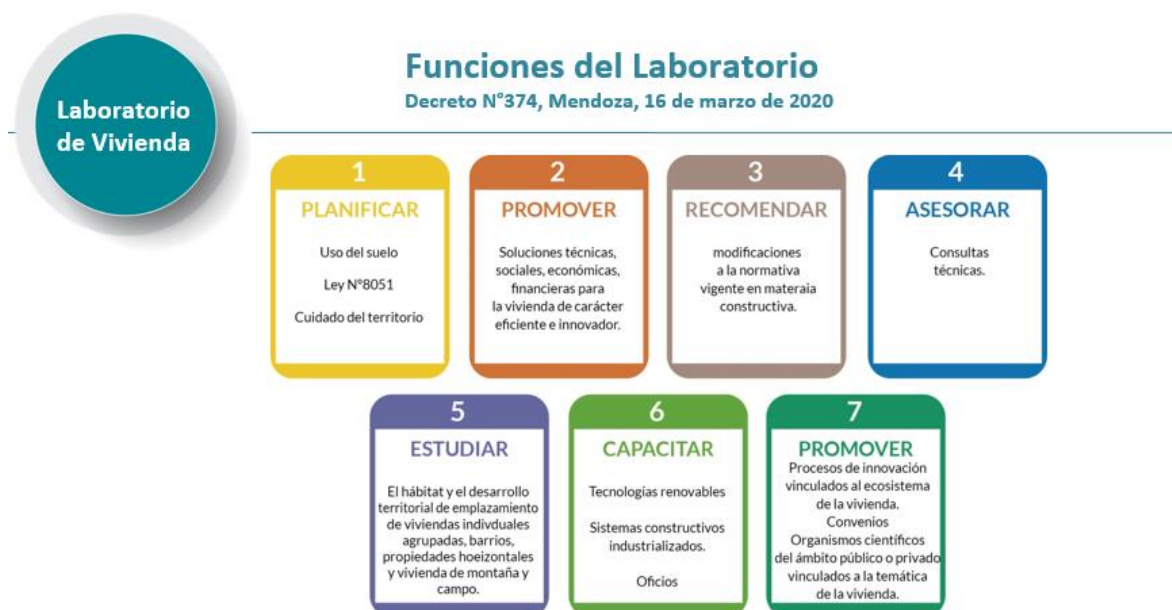 Laboratorio
de Vivienda
Funciones del Laboratorio
Decreto N°374, Mendoza, 16 de marzo de 2020
1
PLANIFICAR
Uso del suelo
Ley N°8051
Cuidado del territorio
2
PROMOVER
Soluciones técnicas,
sociales, económicas,
financieras para
la vivienda de carácter
eficiente e innovador.
3
RECOMENDAR
modificaciones
a la normativa
vigente en materaia
constructiva.
4
ASESORAR
Consultas
técnicas.
5
ESTUDIAR
El hábitat y el desarrollo
territorial de emplazamiento
de viviendas indivduales
agrupadas, barrios,
propiedades hoeizontales
y vivienda de montaña y
campo.
6
CAPACITAR
Tecnologías renovables
Sistemas constructivos
industrializados.
Oficios
7
PROMOVER
Procesos de innovación
vinculados al ecosistema
de la vivienda.
Convenios
Organismos científicos
del ámbito público o privado
vinculados a la temática
de la vivienda.